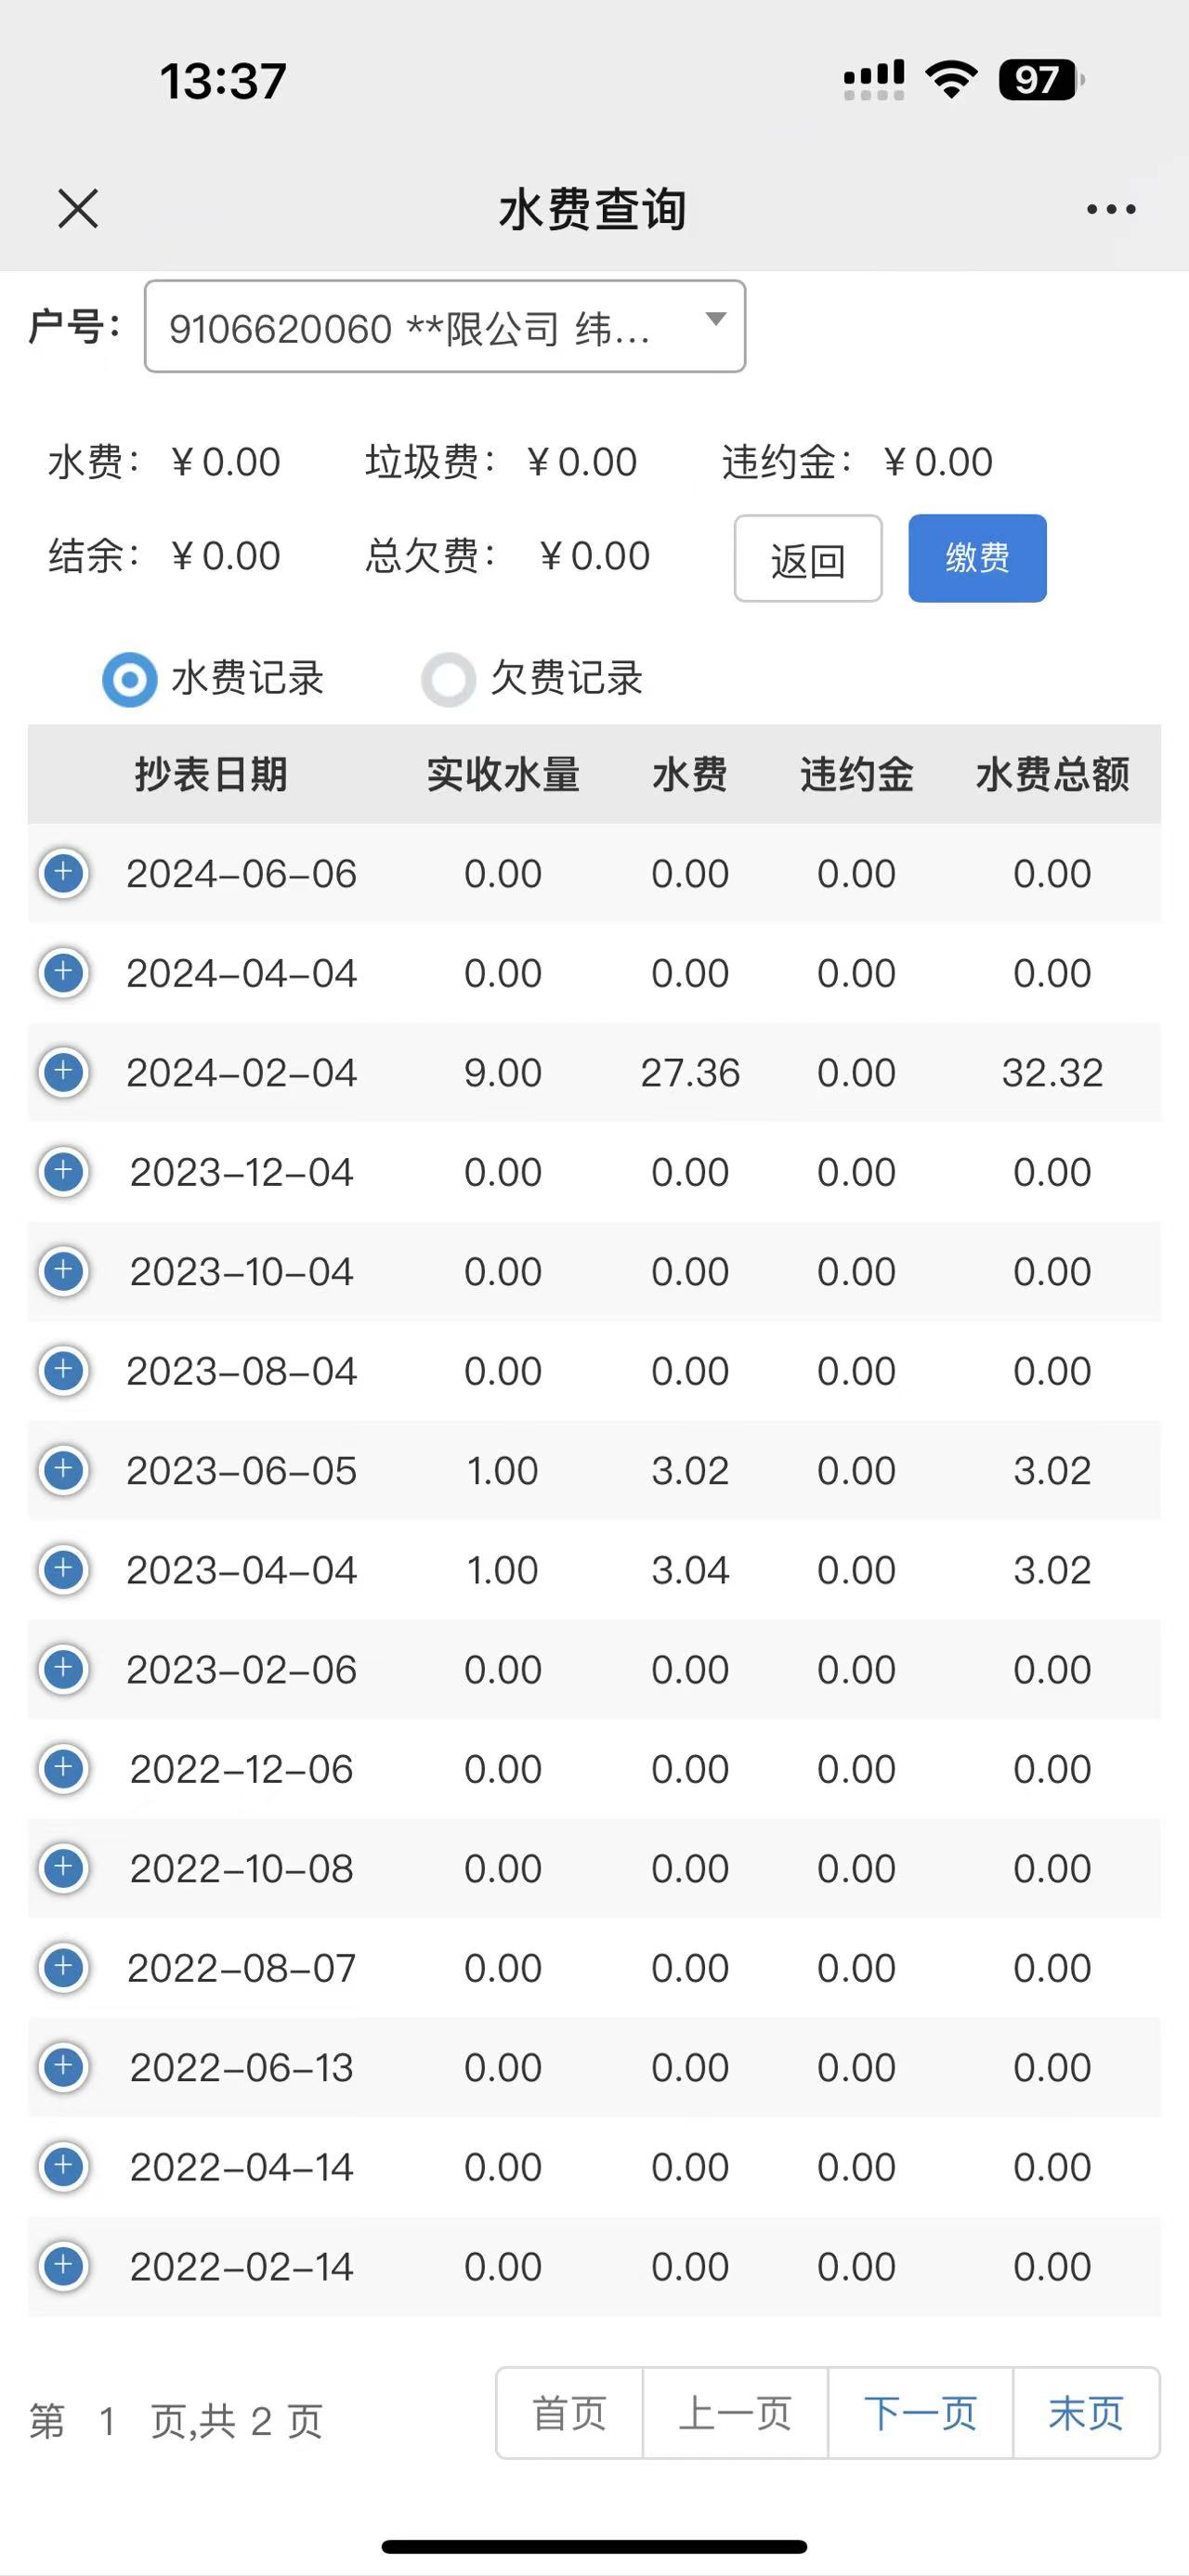 13:37 97
水费查询
户号: 9106620060 **限公司 纬...
水费: ¥0.00 垃圾费: ¥0.00 违约金: ¥0.00
结余: ¥0.00 总欠费: ¥0.00 返回 缴费
水费记录 欠费记录
抄表日期 实收水量 水费 违约金 水费总额
2024-06-06 0.00 0.00 0.00 0.00
2024-04-04 0.00 0.00 0.00 0.00
2024-02-04 9.00 27.36 0.00 32.32
2023-12-04 0.00 0.00 0.00 0.00
2023-10-04 0.00 0.00 0.00 0.00
2023-08-04 0.00 0.00 0.00 0.00
2023-06-05 1.00 3.02 0.00 3.02
2023-04-04 1.00 3.04 0.00 3.02
2023-02-06 0.00 0.00 0.00 0.00
2022-12-06 0.00 0.00 0.00 0.00
2022-10-08 0.00 0.00 0.00 0.00
2022-08-07 0.00 0.00 0.00 0.00
2022-06-13 0.00 0.00 0.00 0.00
2022-04-14 0.00 0.00 0.00 0.00
2022-02-14 0.00 0.00 0.00 0.00
第 1 页,共 2 页 首页 上一页 下一页 末页